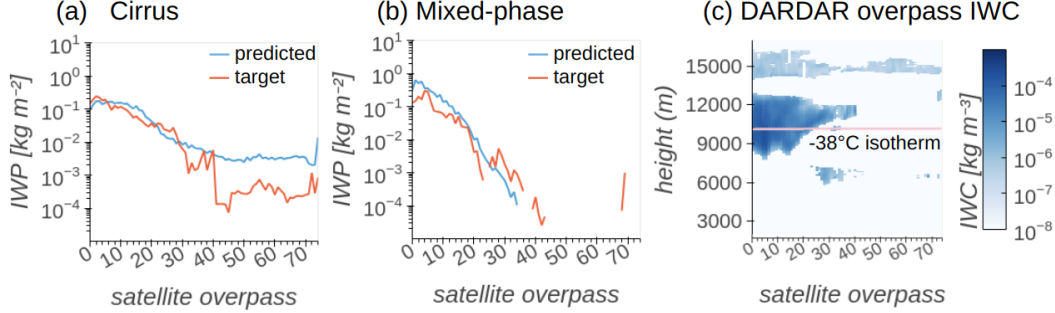 (a) Cirrus
10¹
10⁰
10⁻¹
10⁻²
10⁻³
10⁻⁴
IWP [kg m⁻²]
predicted
target
0 10 20 30 40 50 60 70
satellite overpass
(b) Mixed-phase
10¹
10⁰
10⁻¹
10⁻²
10⁻³
10⁻⁴
IWP [kg m⁻²]
predicted
target
0 10 20 30 40 50 60 70
satellite overpass
(c) DARDAR overpass IWC
15000
12000
9000
6000
3000
height (m)
-38°C isotherm
0 10 20 30 40 50 60 70
satellite overpass
10⁻⁴
10⁻⁵
10⁻⁶
10⁻⁷
10⁻⁸
IWC [kg m⁻³]